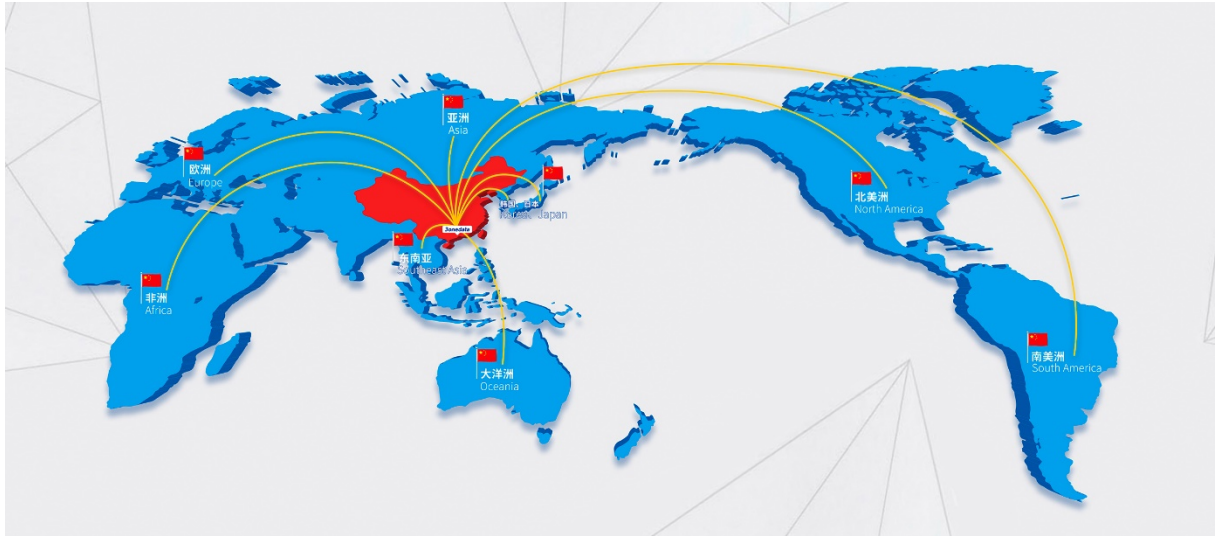 亚洲
Asia
欧洲
Europe
韩国 日本
Korea Japan
北美洲
North America
Jonedate
东南亚
Southeast Asia
非洲
Africa
大洋洲
Oceania
南美洲
South America